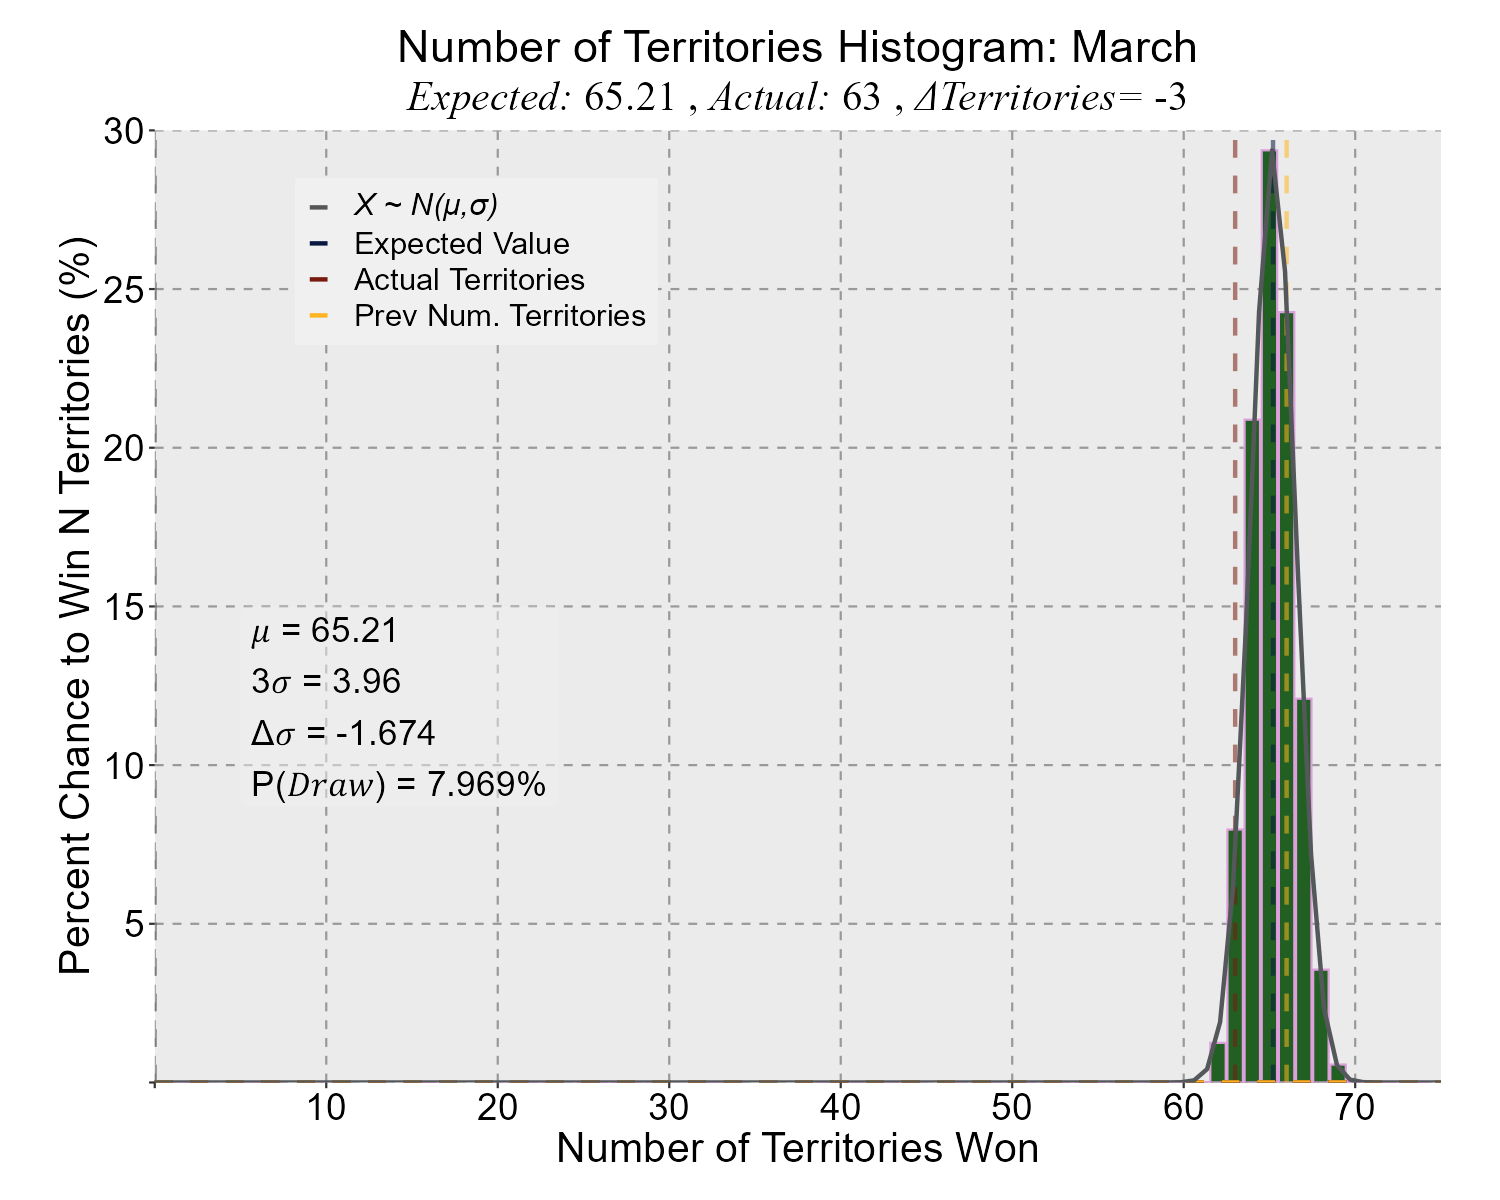 Number of Territories Histogram: March
Expected: 65.21 , Actual: 63 , ΔTerritories= -3
Percent Chance to Win N Territories (%)
30
25
20
15
10
5
X ~ N(μ,σ)
Expected Value
Actual Territories
Prev Num. Territories
μ = 65.21
3σ = 3.96
Δσ = -1.674
P(Draw) = 7.969%
10 20 30 40 50 60 70
Number of Territories Won